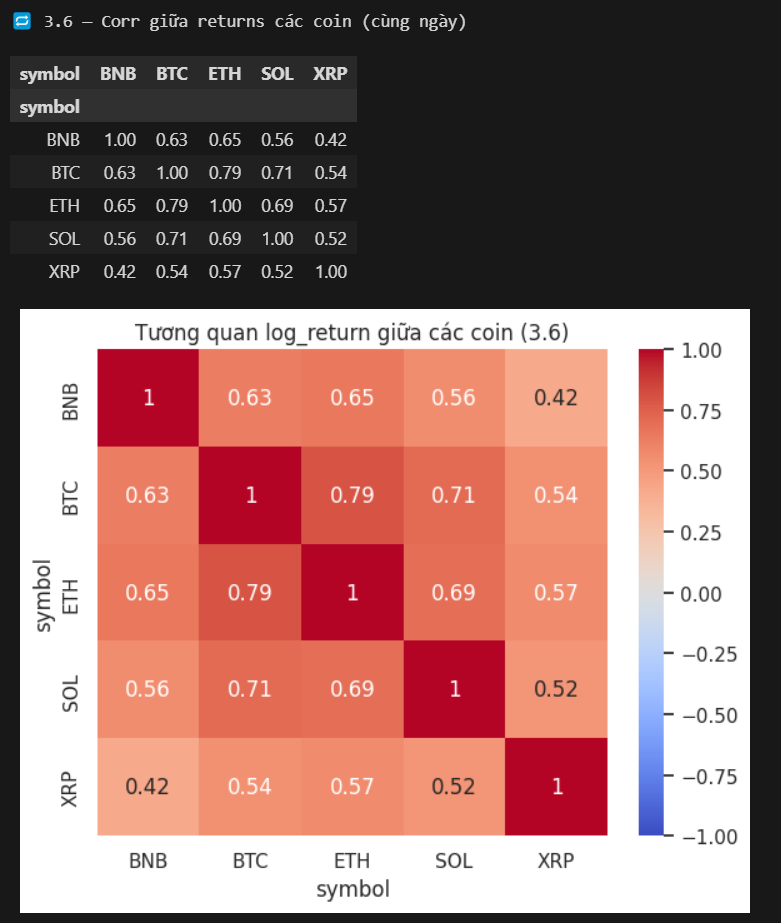 🔁 3.6 — Corr giữa returns các coin (cùng ngày)
symbol BNB BTC ETH SOL XRP
symbol
BNB 1.00 0.63 0.65 0.56 0.42
BTC 0.63 1.00 0.79 0.71 0.54
ETH 0.65 0.79 1.00 0.69 0.57
SOL 0.56 0.71 0.69 1.00 0.52
XRP 0.42 0.54 0.57 0.52 1.00
Tương quan log_return giữa các coin (3.6)
BNB 1 0.63 0.65 0.56 0.42
BTC 0.63 1 0.79 0.71 0.54
ETH 0.65 0.79 1 0.69 0.57
SOL 0.56 0.71 0.69 1 0.52
XRP 0.42 0.54 0.57 0.52 1
symbol
BNB BTC ETH SOL XRP
symbol
1.00
0.75
0.50
0.25
0.00
−0.25
−0.50
−0.75
−1.00